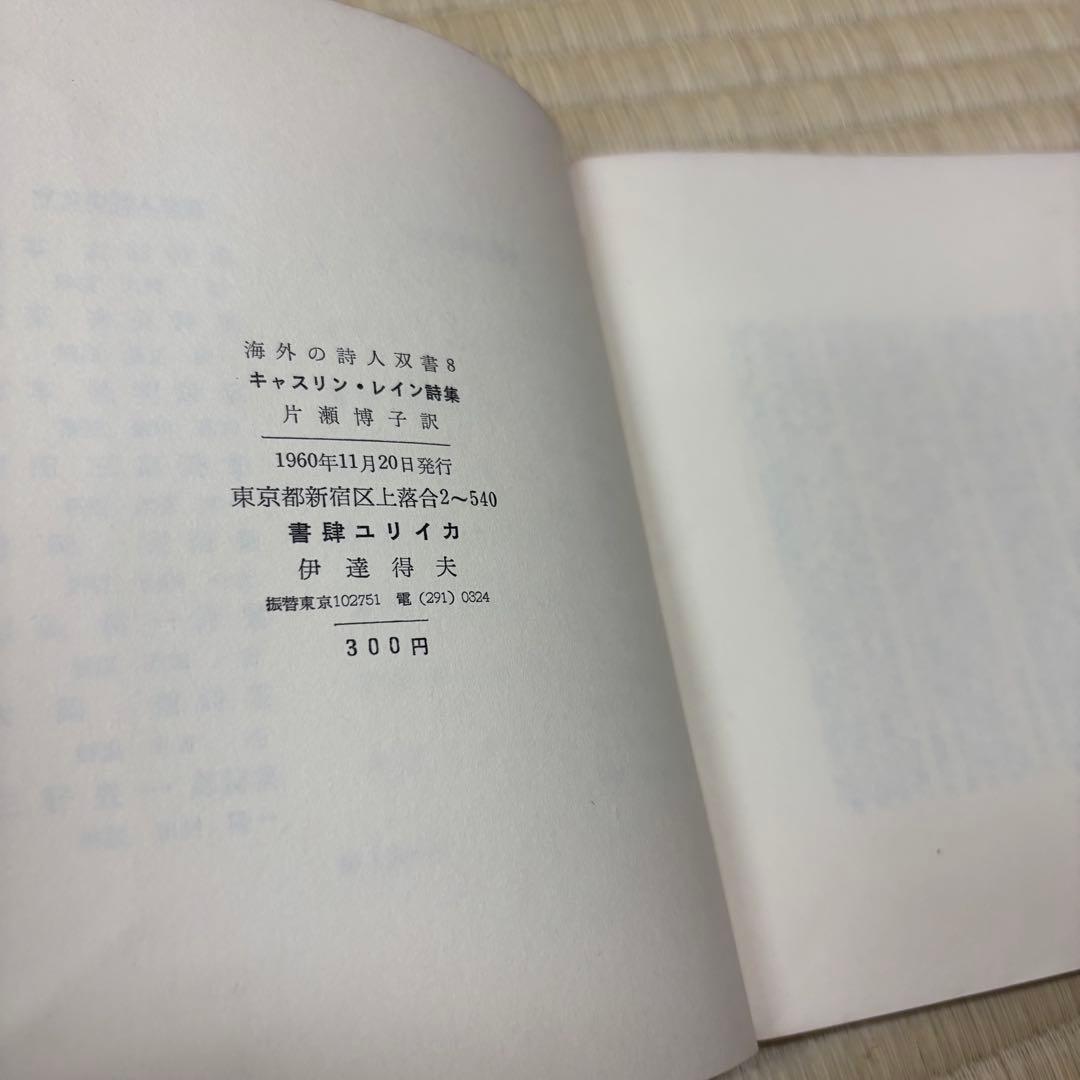 海外の詩人双書8
キャスリン・レイン詩集
片瀬博子訳
1960年11月20日発行
東京都新宿区上落合2〜540
書肆ユリイカ
伊達得夫
振替東京102751 電(291)0324
300円